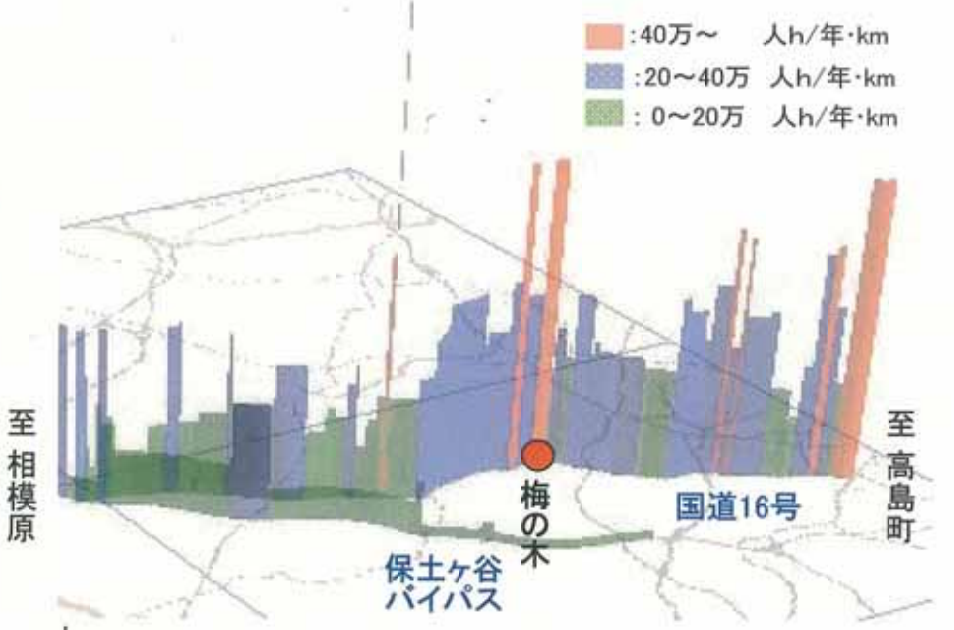 :40万～ 人h/年・km
:20～40万 人h/年・km
: 0～20万 人h/年・km
至相模原
至高島町
梅の木
国道16号
保土ヶ谷
バイパス